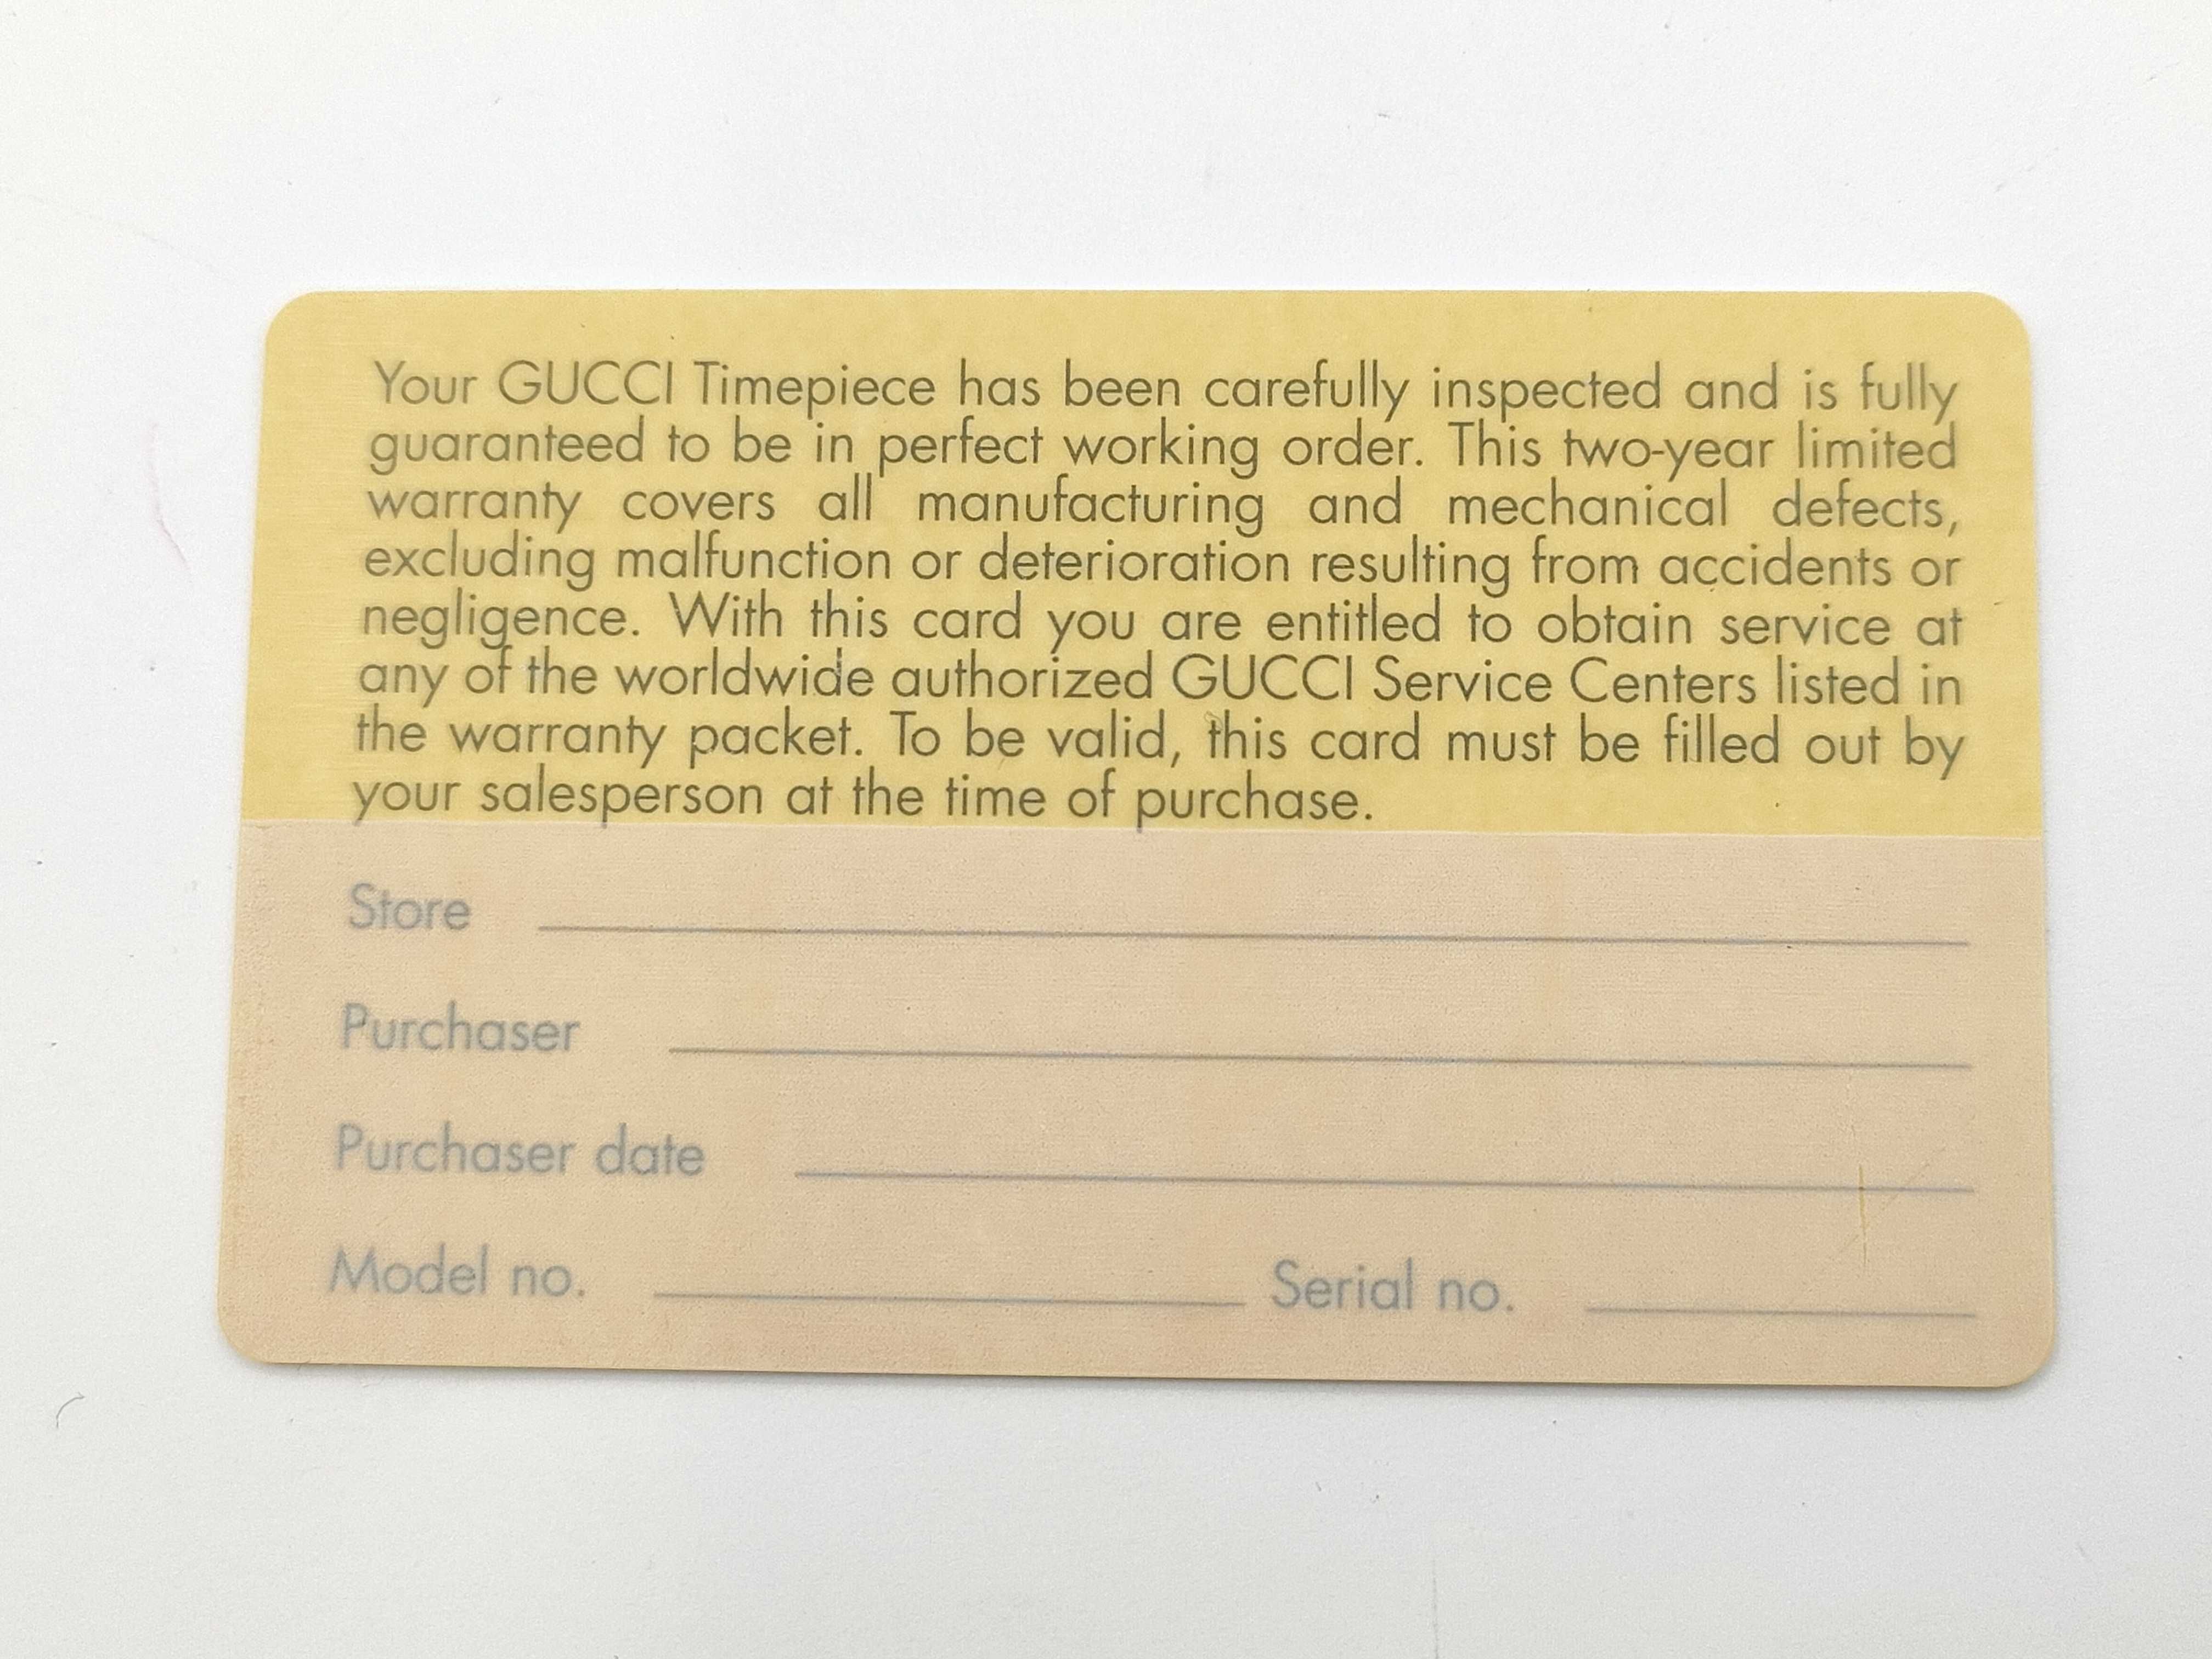 Your GUCCI Timepiece has been carefully inspected and is fully
guaranteed to be in perfect working order. This two-year limited
warranty covers all manufacturing and mechanical defects,
excluding malfunction or deterioration resulting from accidents or
negligence. With this card you are entitled to obtain service at
any of the worldwide authorized GUCCI Service Centers listed in
the warranty packet. To be valid, this card must be filled out by
your salesperson at the time of purchase.
Store
Purchaser
Purchaser date
Model no. Serial no.